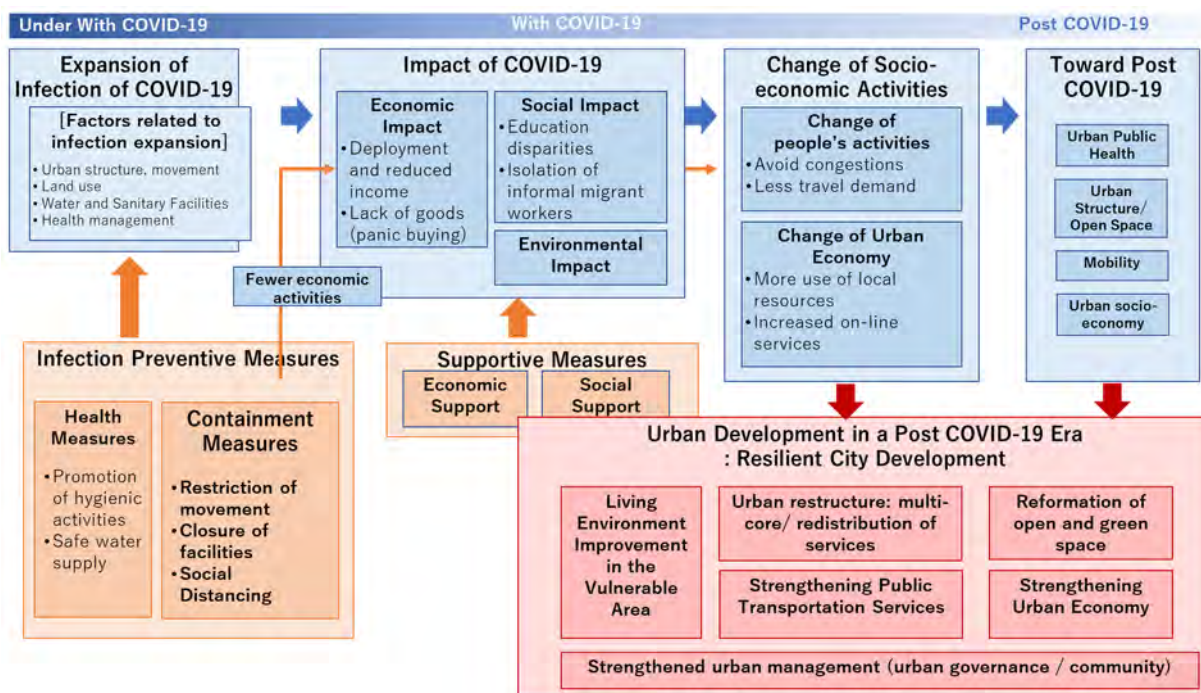 Under With COVID-19
With COVID-19
Post COVID-19
Expansion of
Infection of COVID-19
[Factors related to
infection expansion]
• Urban structure, movement
• Land use
• Water and Sanitary Facilities
• Health management
Impact of COVID-19
Economic
Impact
• Deployment
and reduced
income
• Lack of goods
(panic buying)
Social Impact
• Education
disparities
• Isolation of
informal migrant
workers
Environmental
Impact
Change of Socio-
economic Activities
Change of
people's activities
• Avoid congestions
• Less travel demand
Change of Urban
Economy
• More use of local
resources
• Increased on-line
services
Toward Post
COVID-19
Urban Public
Health
Urban
Structure/
Open Space
Mobility
Urban socio-
economy
Fewer economic
activities
Infection Preventive Measures
Health
Measures
• Promotion
of hygienic
activities
• Safe water
supply
Containment
Measures
• Restriction of
movement
• Closure of
facilities
• Social
Distancing
Supportive Measures
Economic
Support
Social
Support
Urban Development in a Post COVID-19 Era
: Resilient City Development
Living
Environment
Improvement
in the
Vulnerable
Area
Urban restructure: multi-
core/ redistribution of
services
Reformation of
open and green
space
Strengthening Public
Transportation Services
Strengthening
Urban Economy
Strengthened urban management (urban governance / community)